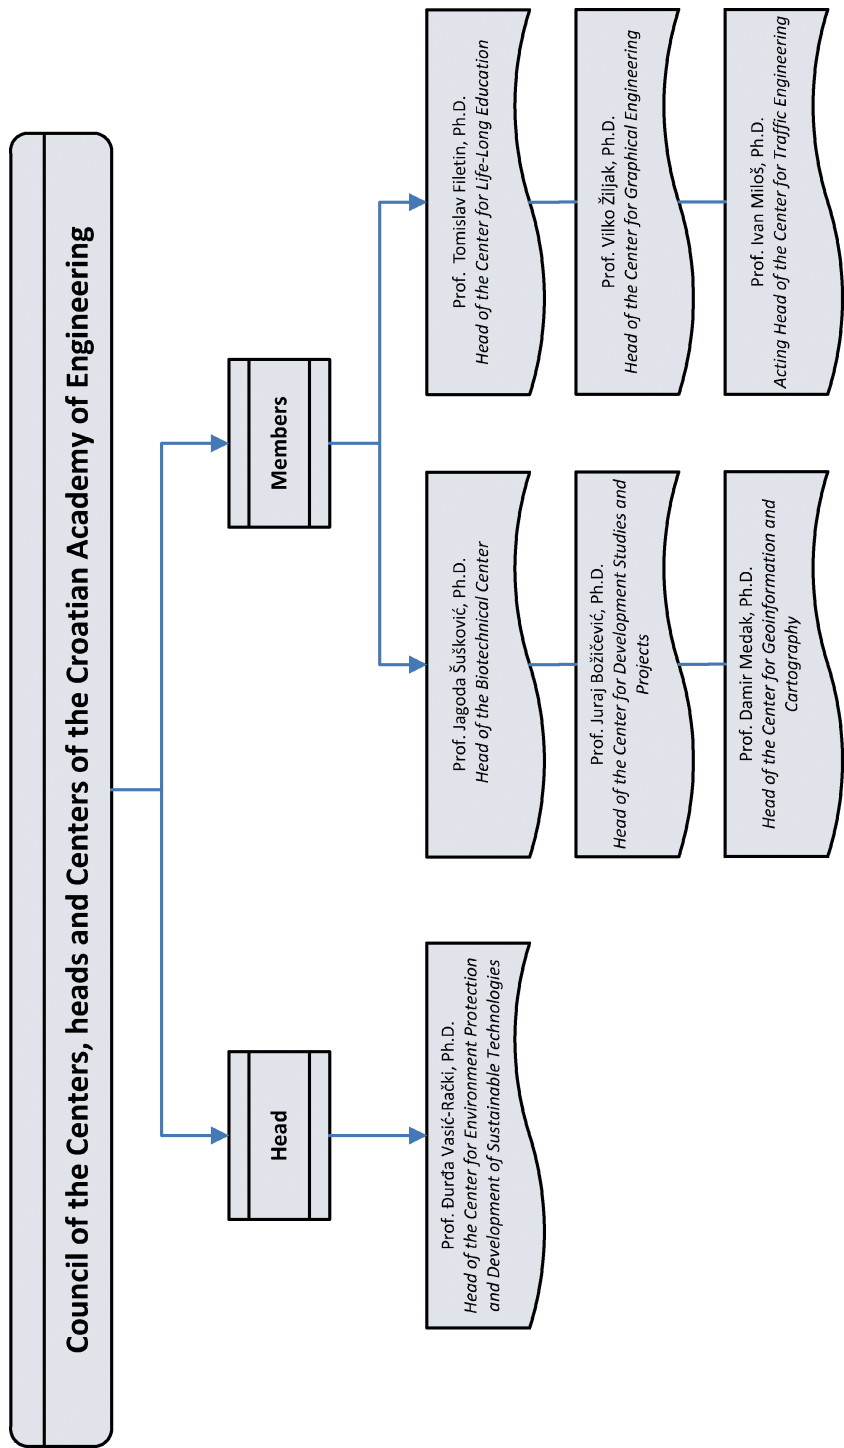 Council of the Centers, heads and Centers of the Croatian Academy of Engineering
Head
Members
Prof. Đurđa Vasić-Rački, Ph.D.
Head of the Center for Environment Protection
and Development of Sustainable Technologies
Prof. Jagoda Šušković, Ph.D.
Head of the Biotechnical Center
Prof. Juraj Božičević, Ph.D.
Head of the Center for Development Studies and
Projects
Prof. Damir Medak, Ph.D.
Head of the Center for Geoinformation and
Cartography
Prof. Tomislav Filetin, Ph.D.
Head of the Center for Life-Long Education
Prof. Vilko Žiljak, Ph.D.
Head of the Center for Graphical Engineering
Prof. Ivan Miloš, Ph.D.
Acting Head of the Center for Traffic Engineering